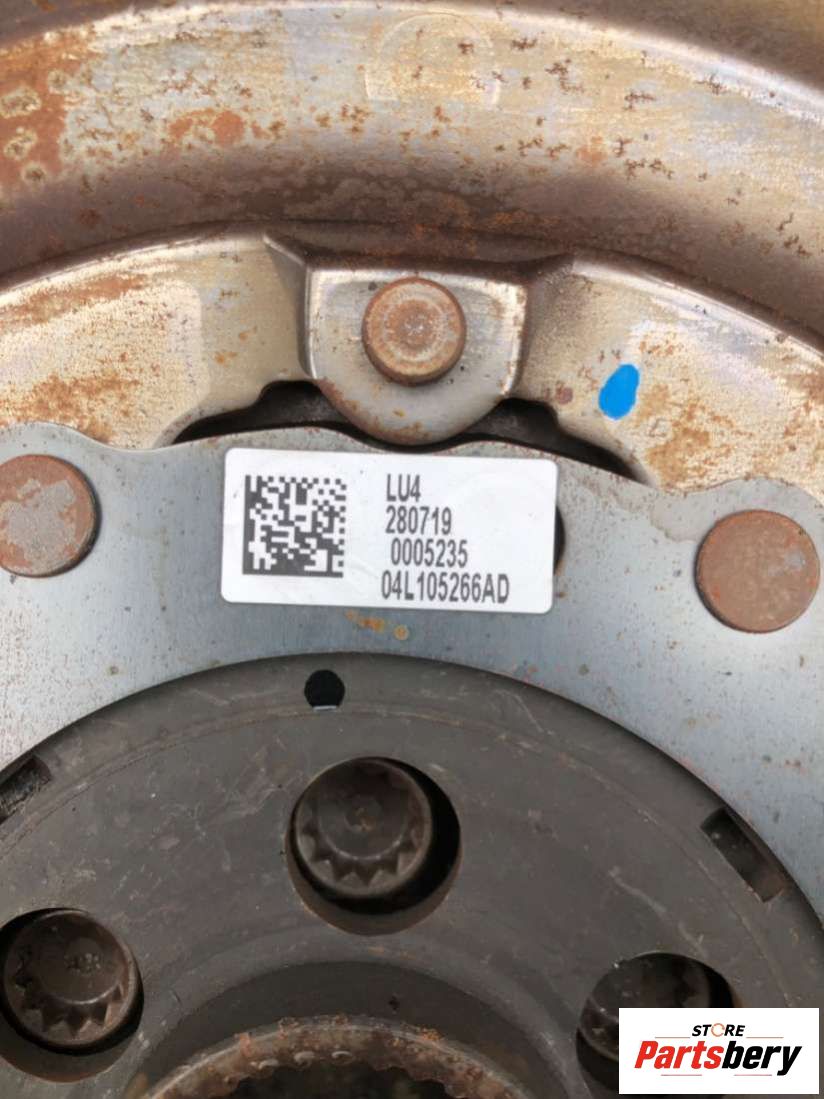 LU4
280719
0005235
04L105266AD
STORE
Partsbery